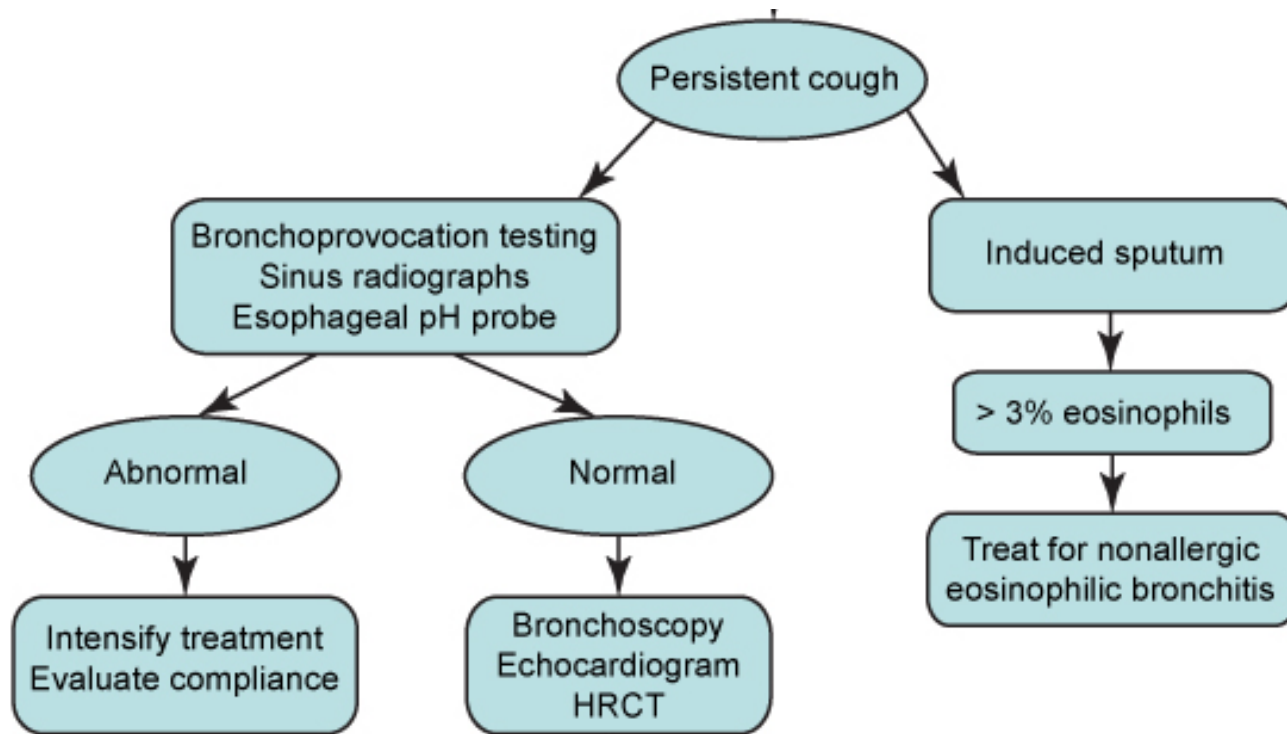 Persistent cough
Bronchoprovocation testing
Sinus radiographs
Esophageal pH probe
Induced sputum
> 3% eosinophils
Abnormal
Normal
Treat for nonallergic
eosinophilic bronchitis
Intensify treatment
Evaluate compliance
Bronchoscopy
Echocardiogram
HRCT